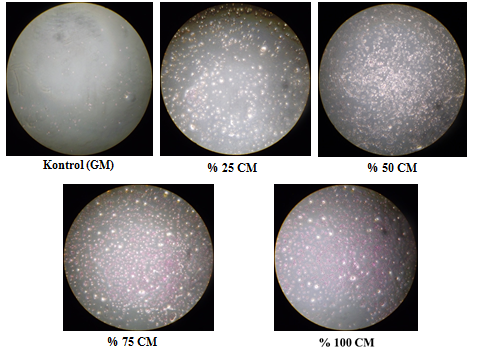 Kontrol (GM)
% 25 CM
% 50 CM
% 75 CM
% 100 CM